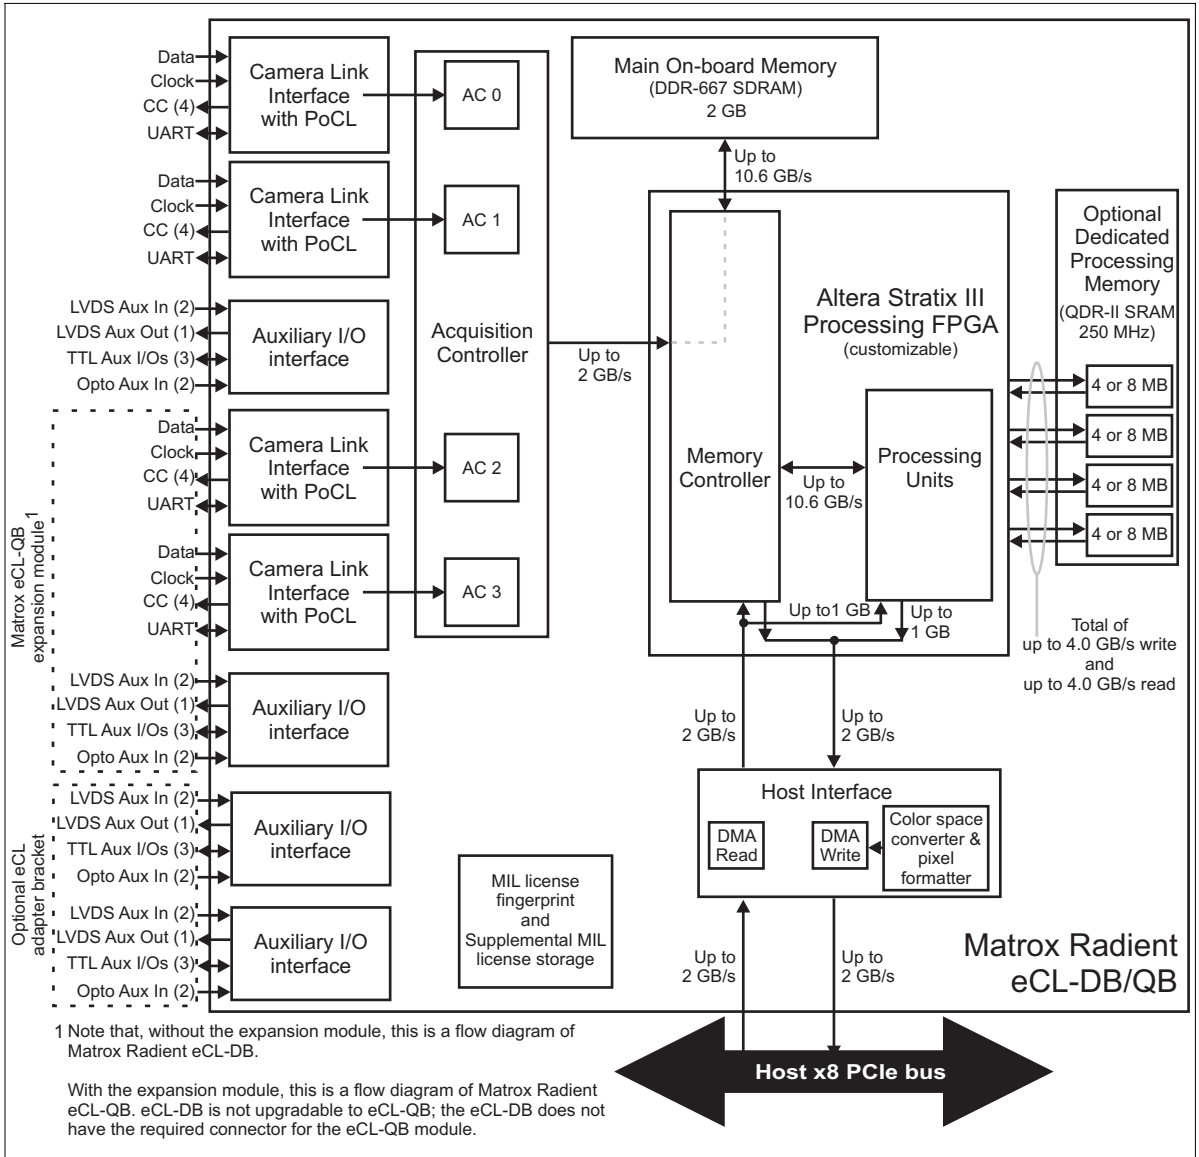 Data
Clock
CC (4)
UART
Camera Link
Interface
with PoCL
AC 0
Main On-board Memory
(DDR-667 SDRAM)
2 GB
Up to
10.6 GB/s
Data
Clock
CC (4)
UART
Camera Link
Interface
with PoCL
AC 1
LVDS Aux In (2)
LVDS Aux Out (1)
TTL Aux I/Os (3)
Opto Aux In (2)
Auxiliary I/O
interface
Acquisition
Controller
Up to
2 GB/s
Altera Stratix III
Processing FPGA
(customizable)
Optional
Dedicated
Processing
Memory
(QDR-II SRAM
250 MHz)
4 or 8 MB
4 or 8 MB
4 or 8 MB
4 or 8 MB
Matrox eCL-QB
expansion module1
Data
Clock
CC (4)
UART
Camera Link
Interface
with PoCL
AC 2
Memory
Controller
Up to
10.6 GB/s
Processing
Units
Data
Clock
CC (4)
UART
Camera Link
Interface
with PoCL
AC 3
Up to1 GB
Up to
1 GB
Total of
up to 4.0 GB/s write
and
up to 4.0 GB/s read
LVDS Aux In (2)
LVDS Aux Out (1)
TTL Aux I/Os (3)
Opto Aux In (2)
Auxiliary I/O
interface
Up to
2 GB/s
Up to
2 GB/s
Optional eCL
adapter bracket
LVDS Aux In (2)
LVDS Aux Out (1)
TTL Aux I/Os (3)
Opto Aux In (2)
Auxiliary I/O
interface
Host Interface
DMA
Read
DMA
Write
Color space
converter &
pixel
formatter
LVDS Aux In (2)
LVDS Aux Out (1)
TTL Aux I/Os (3)
Opto Aux In (2)
Auxiliary I/O
interface
MIL license
fingerprint
and
Supplemental MIL
license storage
Up to
2 GB/s
Up to
2 GB/s
Matrox Radient
eCL-DB/QB
Host x8 PCIe bus
1 Note that, without the expansion module, this is a flow diagram of
Matrox Radient eCL-DB.
With the expansion module, this is a flow diagram of Matrox Radient
eCL-QB. eCL-DB is not upgradable to eCL-QB; the eCL-DB does not
have the required connector for the eCL-QB module.